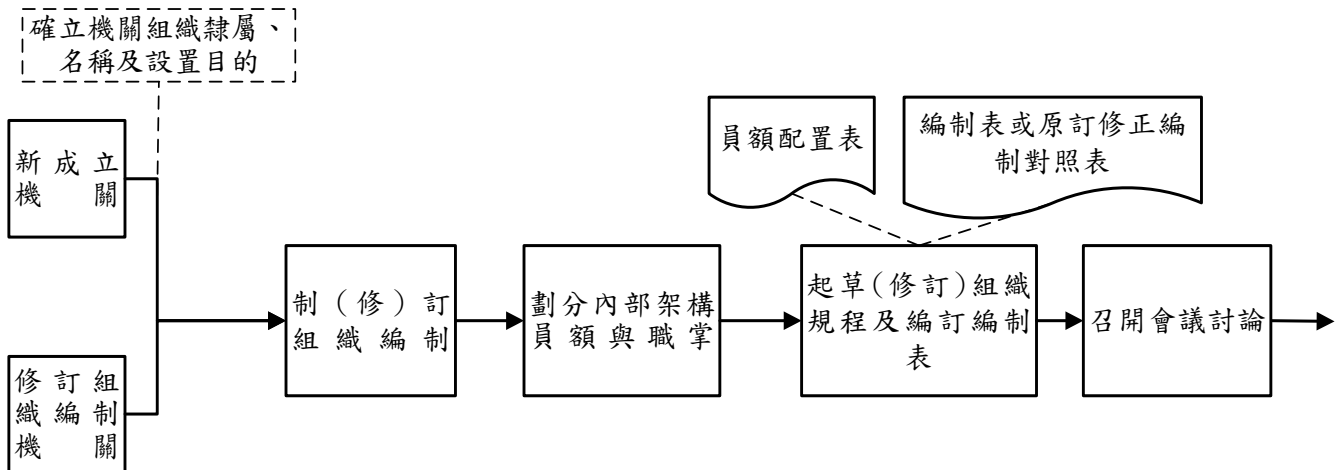 確立機關組織隸屬、
名稱及設置目的
新成立
機關
修訂組
織編制
機關
制（修）訂
組織編制
劃分內部架構
員額與職掌
員額配置表
編制表或原訂修正編
制對照表
起草(修訂)組織
規程及編訂編制
表
召開會議討論